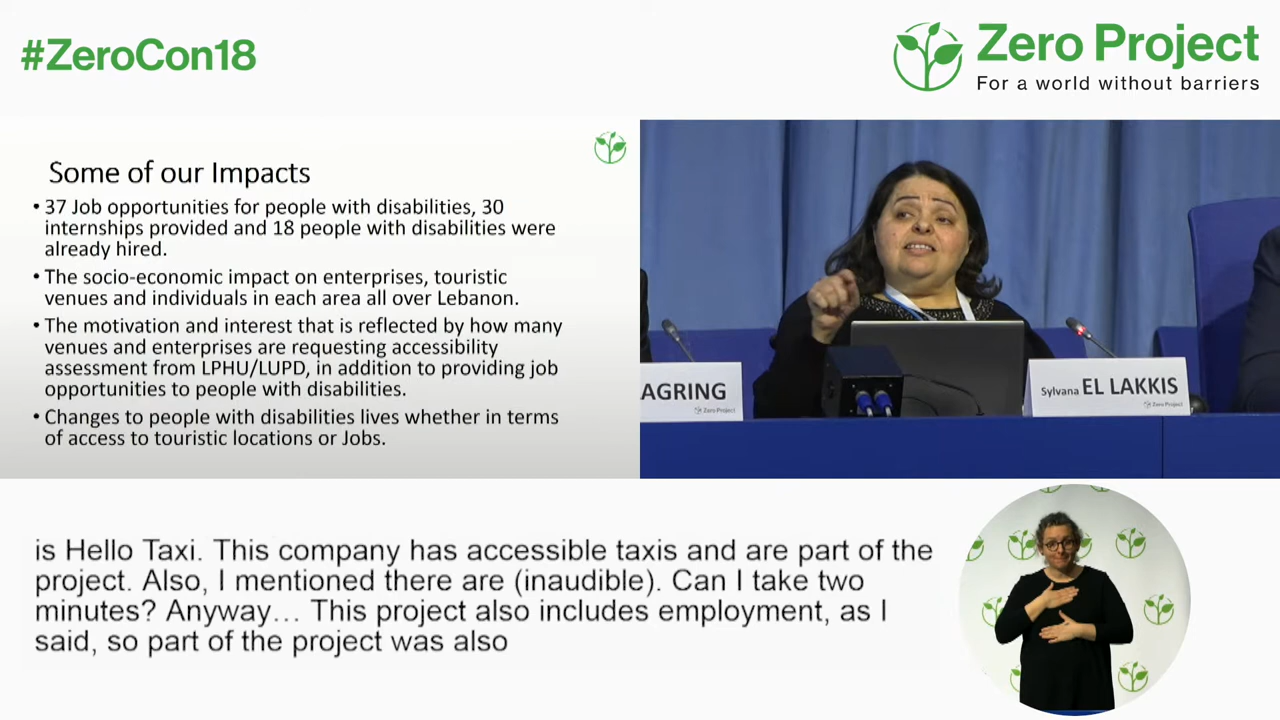 #ZeroCon18
Zero Project
For a world without barriers
Some of our Impacts
• 37 Job opportunities for people with disabilities, 30
internships provided and 18 people with disabilities were
already hired.
• The socio-economic impact on enterprises, touristic
venues and individuals in each area all over Lebanon.
• The motivation and interest that is reflected by how many
venues and enterprises are requesting accessibility
assessment from LPHU/LUPD, in addition to providing job
opportunities to people with disabilities.
• Changes to people with disabilities lives whether in terms
of access to touristic locations or Jobs.
AGRING
Zero Project
Sylvana EL LAKKIS
Zero Project
is Hello Taxi. This company has accessible taxis and are part of the
project. Also, I mentioned there are (inaudible). Can I take two
minutes? Anyway… This project also includes employment, as I
said, so part of the project was also